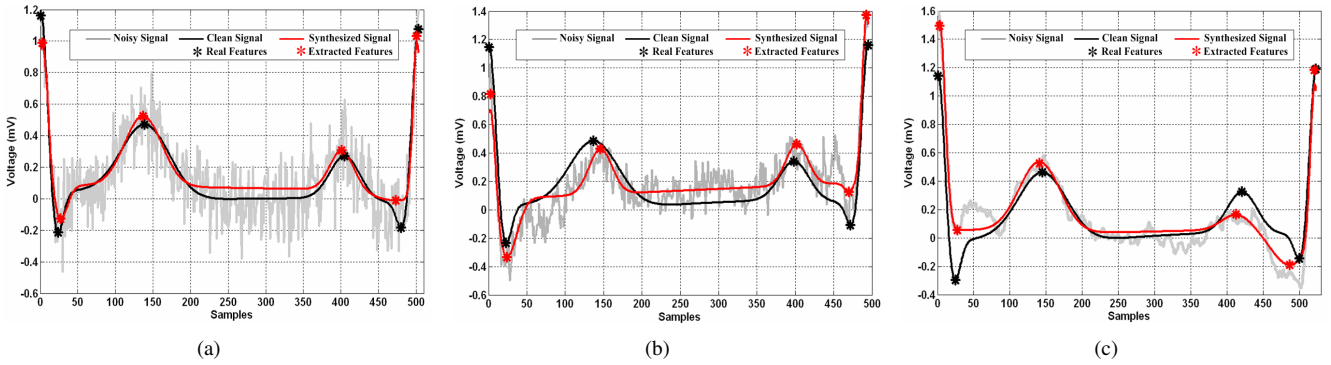 1.2
1
0.8
0.6
0.4
0.2
0
-0.2
-0.4
-0.6
Voltage (mV)
Noisy Signal Clean Signal Synthesized Signal
Real Features Extracted Features
0 50 100 150 200 250 300 350 400 450 500
Samples
(a)
1.4
1.2
1
0.8
0.6
0.4
0.2
0
-0.2
-0.4
-0.6
Voltage (mV)
Noisy Signal Clean Signal Synthesized Signal
Real Features Extracted Features
0 50 100 150 200 250 300 350 400 450 500
Samples
(b)
1.6
1.4
1.2
1
0.8
0.6
0.4
0.2
0
-0.2
-0.4
Voltage (mV)
Noisy Signal Clean Signal Synthesized Signal
Real Features Extracted Features
0 50 100 150 200 250 300 350 400 450 500
Samples
(c)